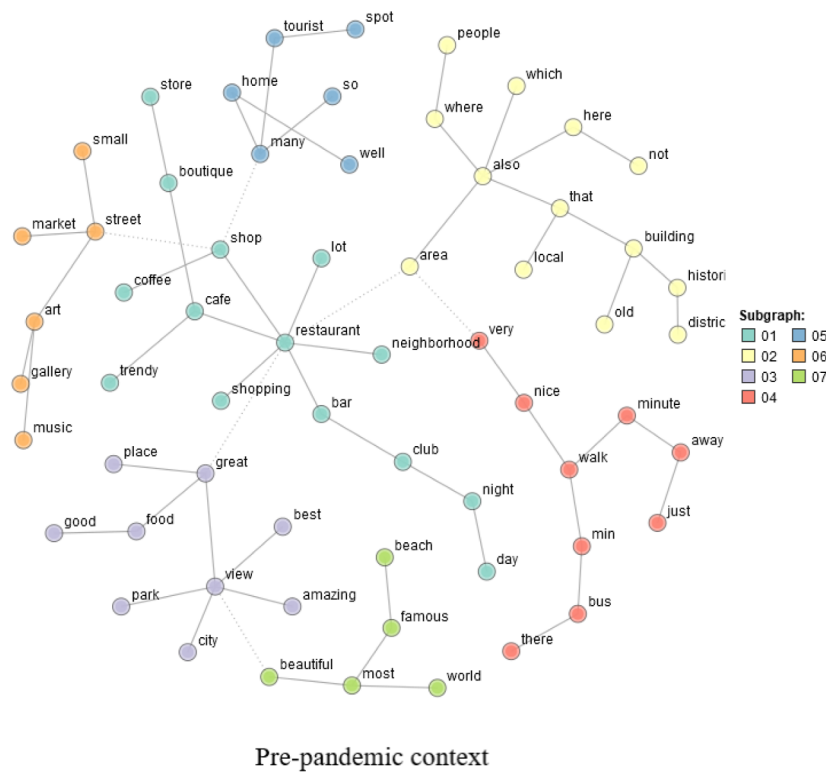 tourist
spot
people
store
home
so
which
where
here
small
many
well
not
boutique
also
that
market
street
shop
lot
area
local
building
coffee
cafe
histori
art
restaurant
neighborhood
very
old
distric
gallery
trendy
shopping
nice
bar
minute
music
place
great
club
walk
away
night
good
food
best
just
beach
min
day
view
park
amazing
famous
bus
city
there
beautiful
most
world
Subgraph:
01
05
02
06
03
07
04
Pre-pandemic context